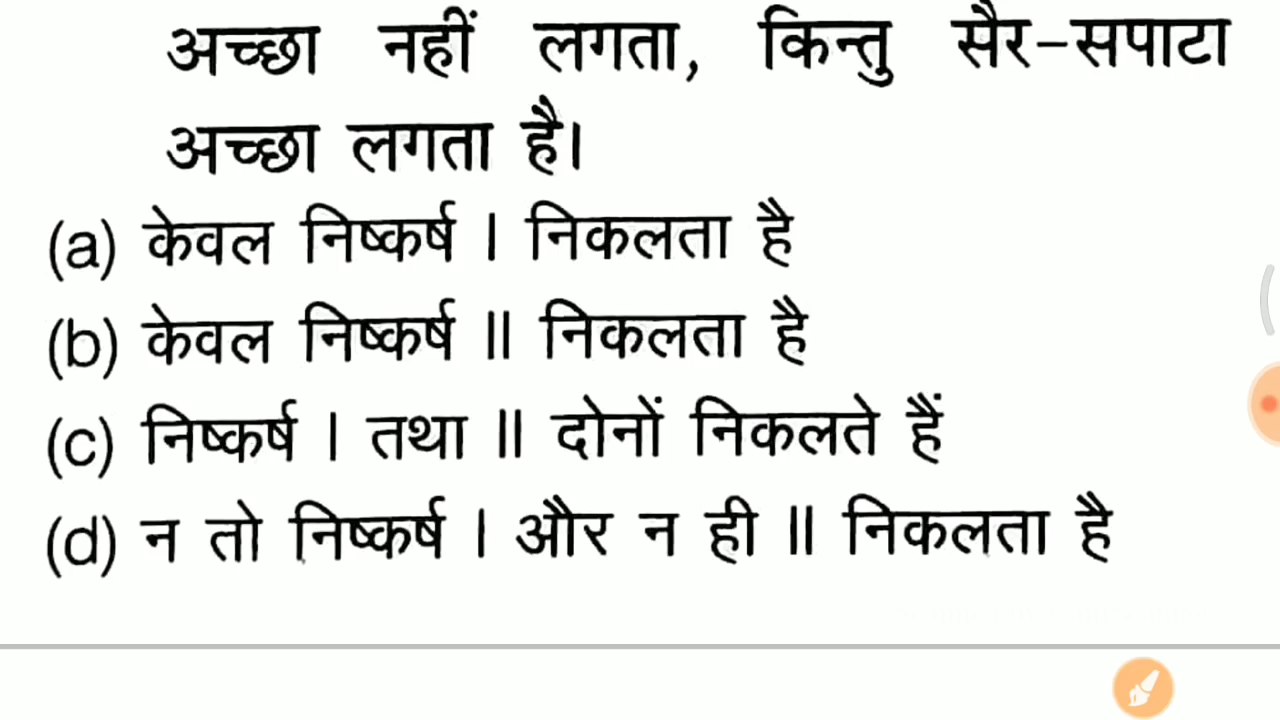 अच्छा नहीं लगता, किन्तु सैर-सपाटा
अच्छा लगता है।
(a) केवल निष्कर्ष I निकलता है
(b) केवल निष्कर्ष II निकलता है
(c) निष्कर्ष I तथा II दोनों निकलते हैं
(d) न तो निष्कर्ष I और न ही II निकलता है